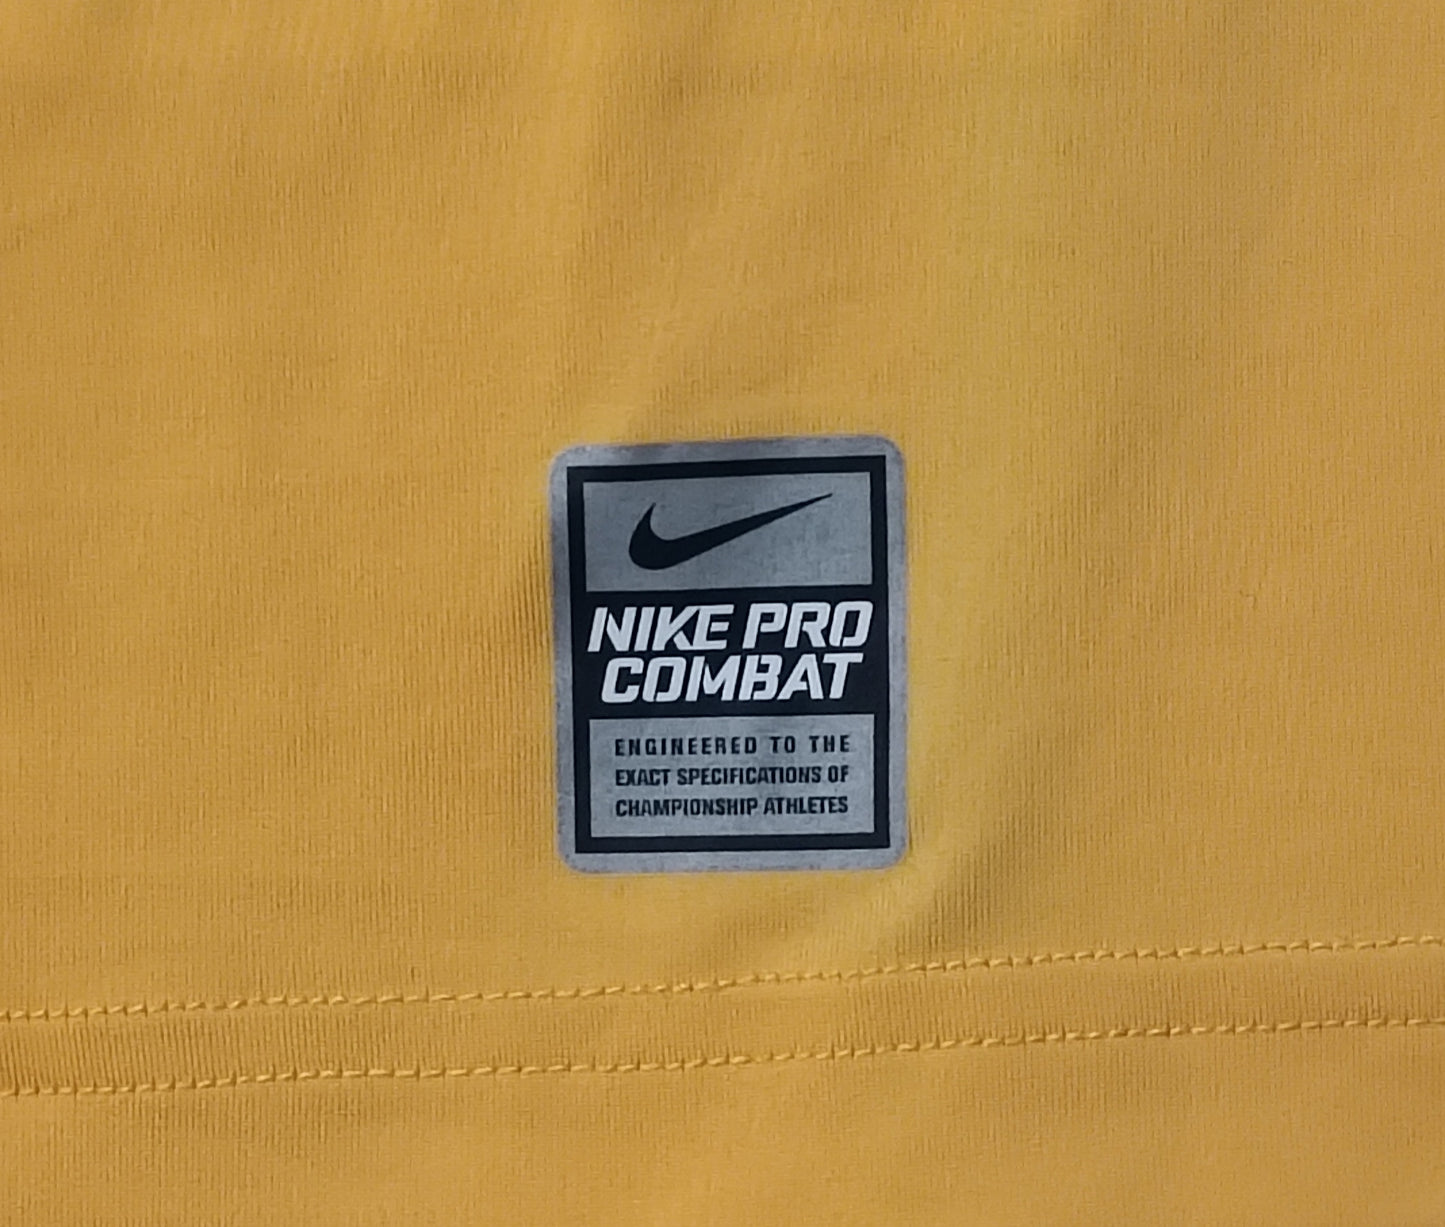 NIKE PRO
COMBAT
ENGINEERED TO THE
EXACT SPECIFICATIONS OF
CHAMPIONSHIP ATHLETES